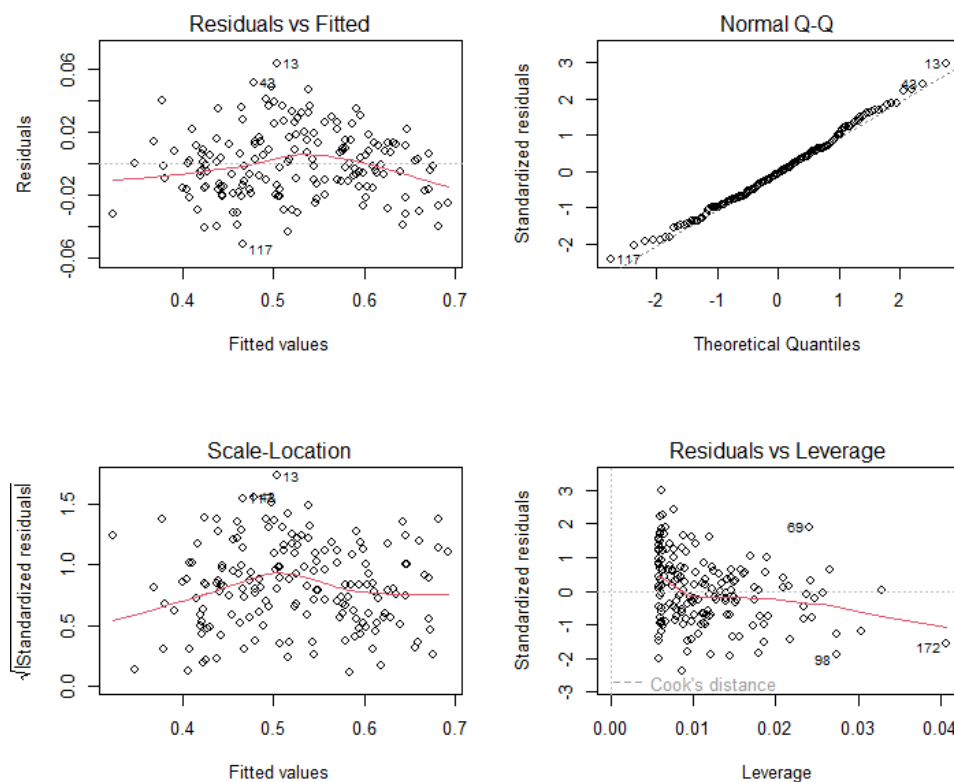 Residuals vs Fitted
Residuals
0.06
0.02
-0.02
-0.06
13
43
117
0.4 0.5 0.6 0.7
Fitted values
Normal Q-Q
Standardized residuals
3
2
1
0
-1
-2
13
43
117
-2 -1 0 1 2
Theoretical Quantiles
Scale-Location
√|Standardized residuals|
1.5
1.0
0.5
0.0
13
0.4 0.5 0.6 0.7
Fitted values
Residuals vs Leverage
Standardized residuals
3
2
1
0
-1
-2
-3
69
98
172
Cook's distance
0.00 0.01 0.02 0.03 0.04
Leverage